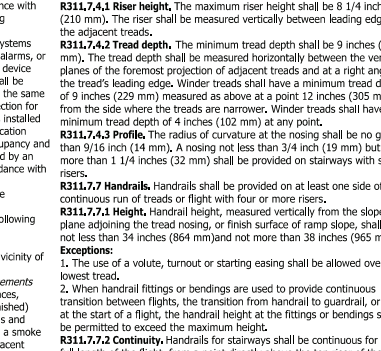 nce with
g
ystems
alarms, or
device
all be
the same
ection for
s installed
cation
upancy and
d by an
dance with
e
ollowing
vicinity of
ements
nces,
nished)
s and
a smoke
acent
R311.7.4.1 Riser height. The maximum riser height shall be 8 1/4 inch
(210 mm). The riser shall be measured vertically between leading edg
the adjacent treads.
R311.7.4.2 Tread depth. The minimum tread depth shall be 9 inches (
mm). The tread depth shall be measured horizontally between the ver
planes of the foremost projection of adjacent treads and at a right ang
the tread's leading edge. Winder treads shall have a minimum tread d
of 9 inches (229 mm) measured as above at a point 12 inches (305 m
from the side where the treads are narrower. Winder treads shall have
minimum tread depth of 4 inches (102 mm) at any point.
R311.7.4.3 Profile. The radius of curvature at the nosing shall be no g
than 9/16 inch (14 mm). A nosing not less than 3/4 inch (19 mm) but
more than 1 1/4 inches (32 mm) shall be provided on stairways with s
risers.
R311.7.7 Handrails. Handrails shall be provided on at least one side of
continuous run of treads or flight with four or more risers.
R311.7.7.1 Height. Handrail height, measured vertically from the slope
plane adjoining the tread nosing, or finish surface of ramp slope, shal
not less than 34 inches (864 mm)and not more than 38 inches (965 m
Exceptions:
1. The use of a volute, turnout or starting easing shall be allowed ove
lowest tread.
2. When handrail fittings or bendings are used to provide continuous
transition between flights, the transition from handrail to guardrail, or
at the start of a flight, the handrail height at the fittings or bendings s
be permitted to exceed the maximum height.
R311.7.7.2 Continuity. Handrails for stairways shall be continuous for